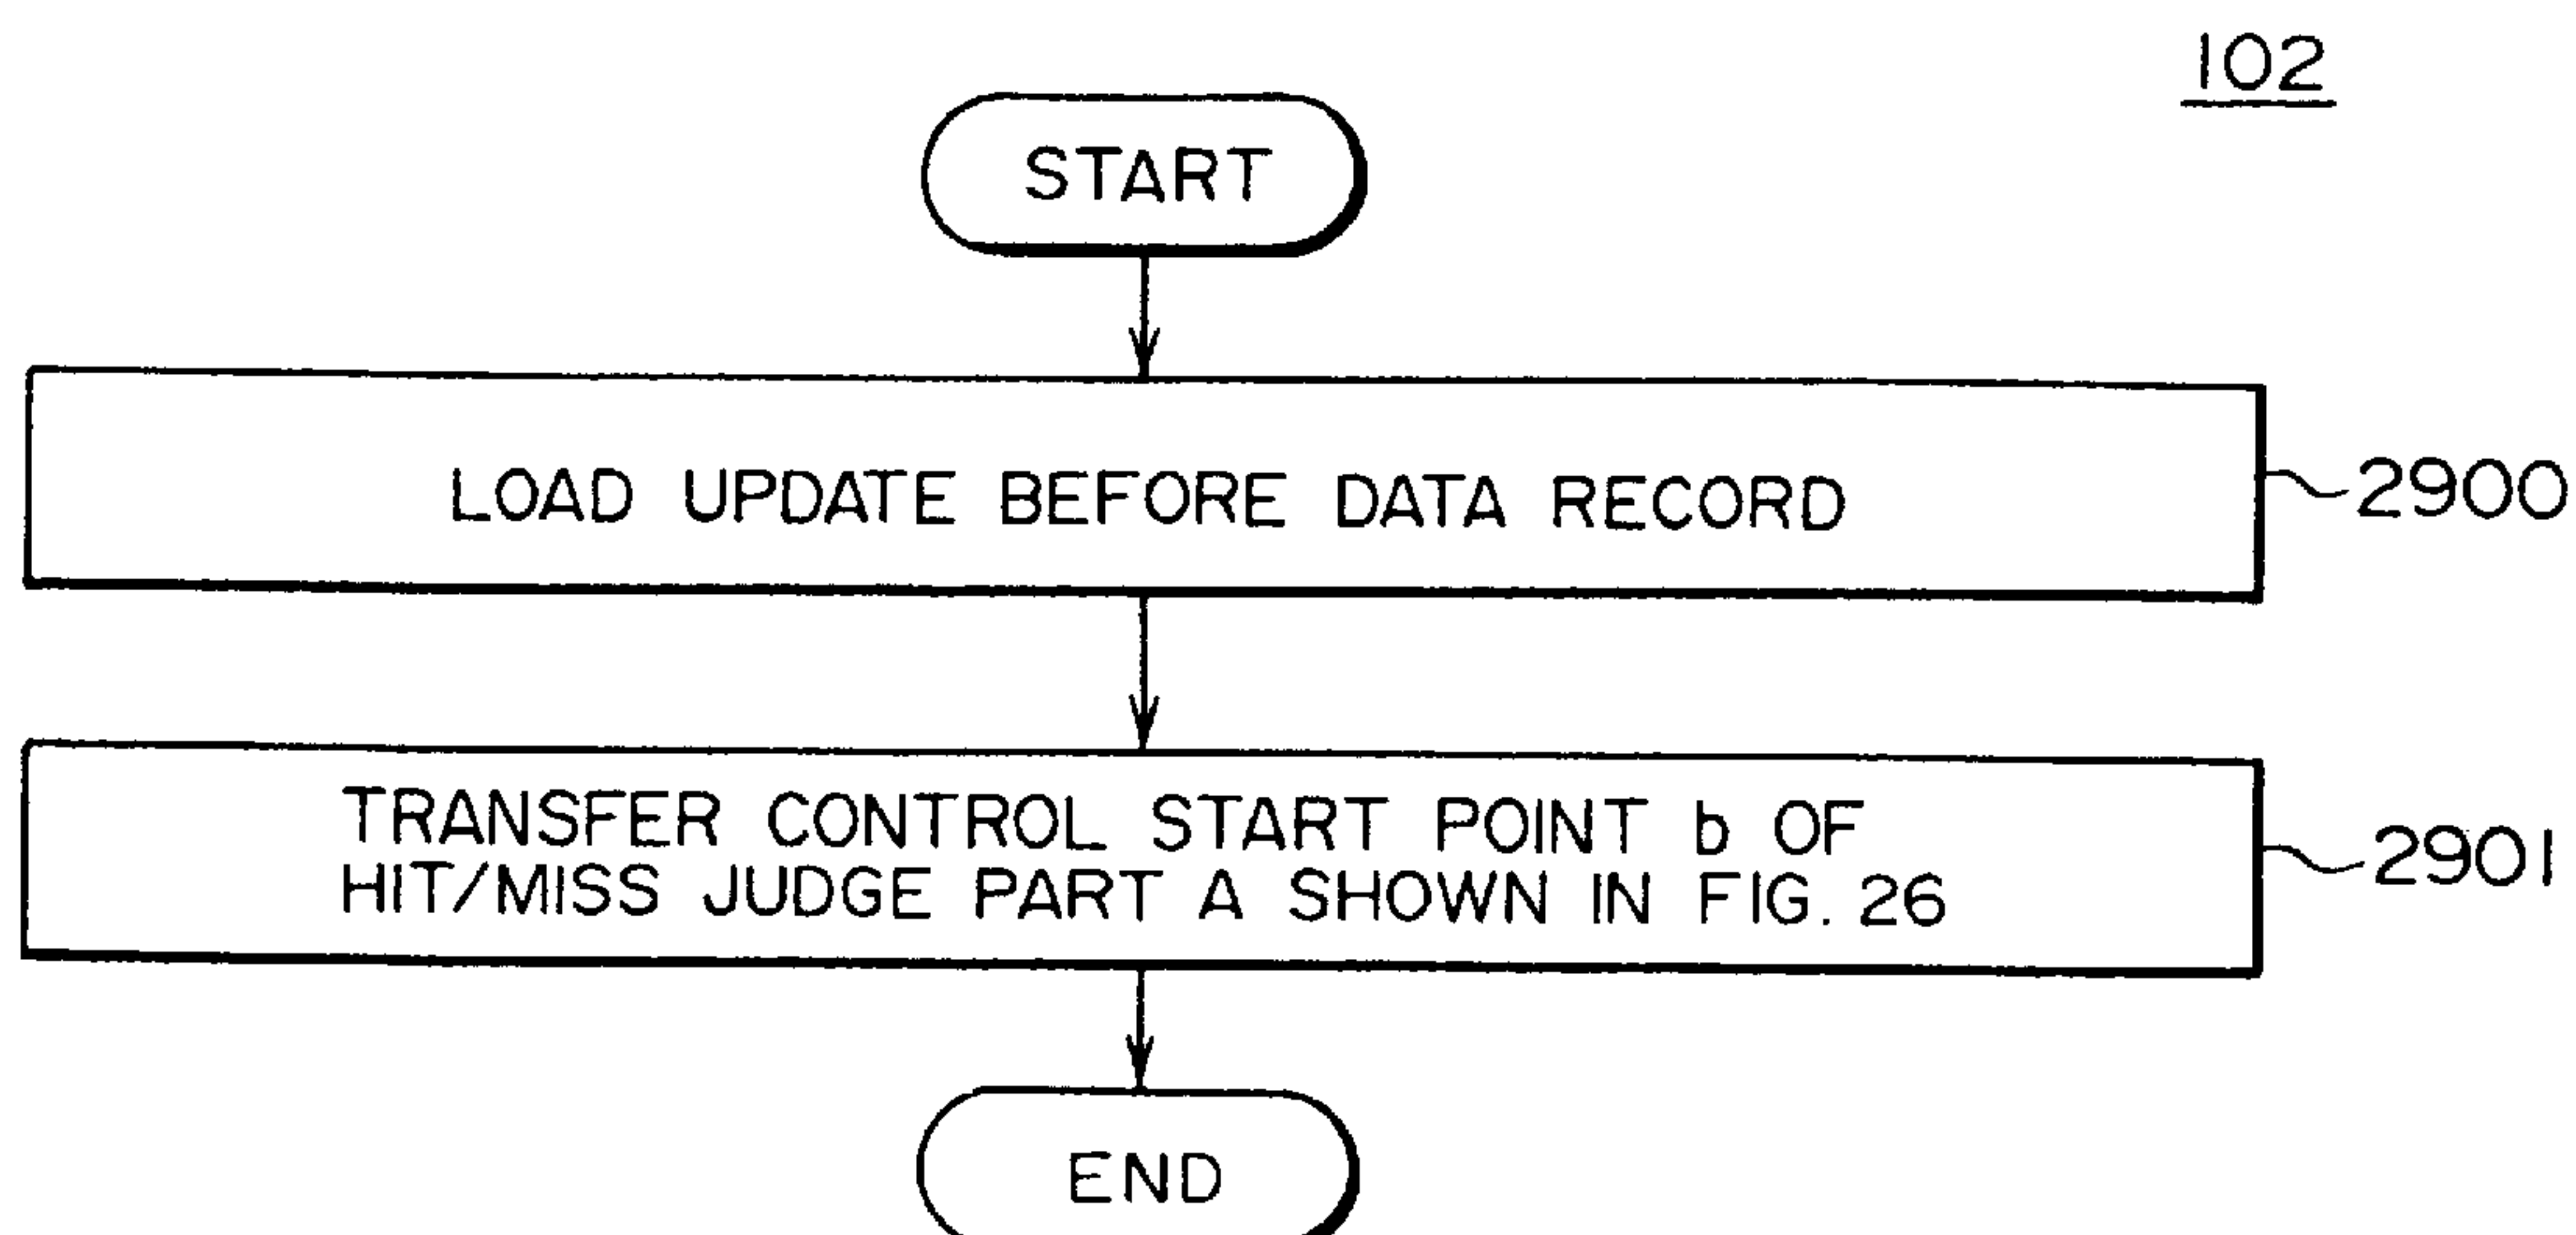 102
START
LOAD UPDATE BEFORE DATA RECORD
2900
TRANSFER CONTROL START POINT b OF
HIT/MISS JUDGE PART A SHOWN IN FIG. 26
2901
END